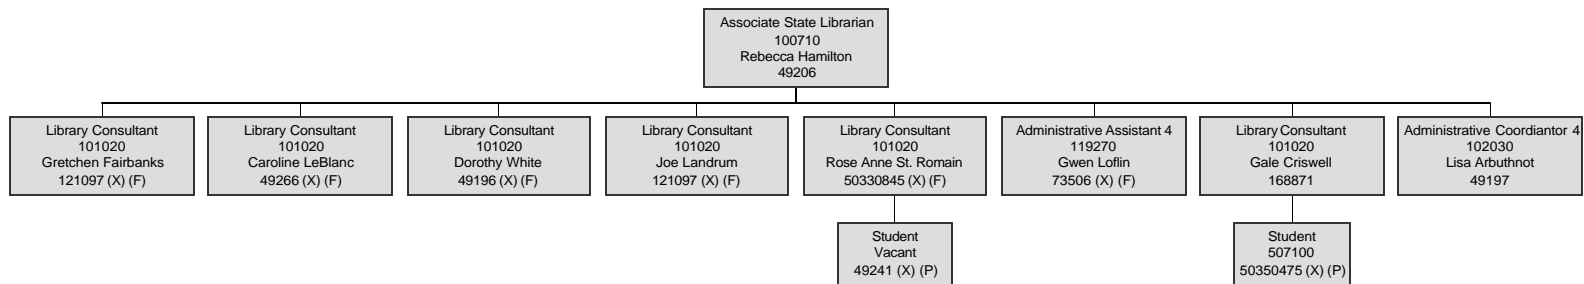 Associate State Librarian
100710
Rebecca Hamilton
49206
Library Consultant
101020
Gretchen Fairbanks
121097 (X) (F)
Library Consultant
101020
Caroline LeBlanc
49266 (X) (F)
Library Consultant
101020
Dorothy White
49196 (X) (F)
Library Consultant
101020
Joe Landrum
121097 (X) (F)
Library Consultant
101020
Rose Anne St. Romain
50330845 (X) (F)
Administrative Assistant 4
119270
Gwen Loflin
73506 (X) (F)
Library Consultant
101020
Gale Criswell
168871
Administrative Coordiantor 4
102030
Lisa Arbuthnot
49197
Student
Vacant
49241 (X) (P)
Student
507100
50350475 (X) (P)